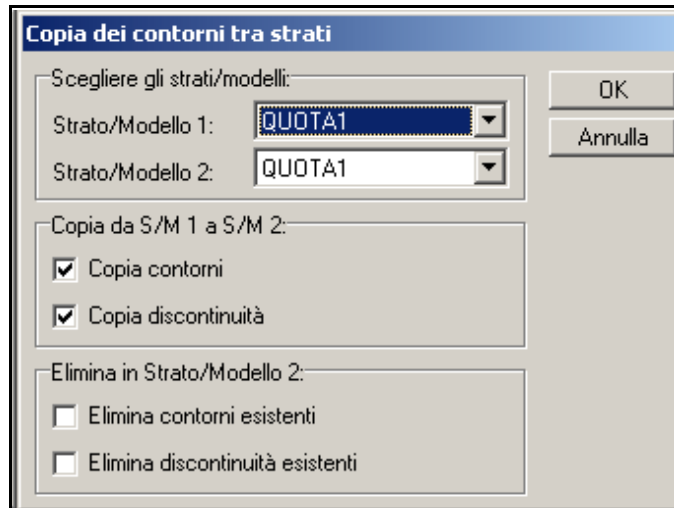 Copia dei contorni tra strati
Scegliere gli strati/modelli:
Strato/Modello 1: QUOTA1
Strato/Modello 2: QUOTA1
OK
Annulla
Copia da S/M 1 a S/M 2:
Copia contorni
Copia discontinuità
Elimina in Strato/Modello 2:
Elimina contorni esistenti
Elimina discontinuità esistenti